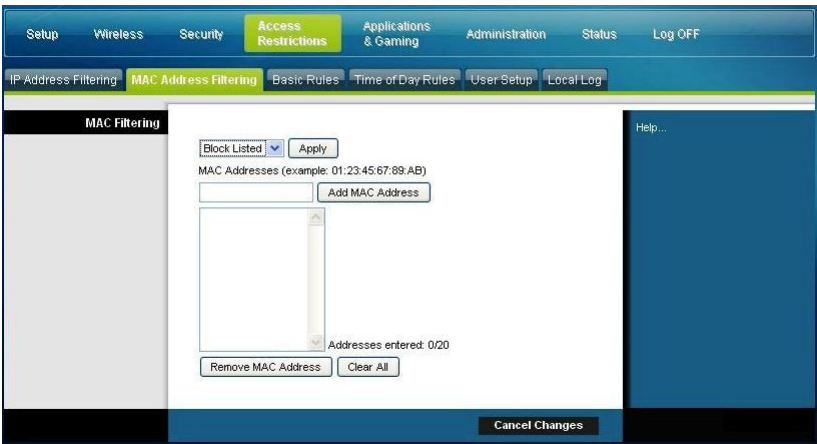 Setup Wireless Security Access Restrictions Applications & Gaming Administration Status Log OFF
IP Address Filtering MAC Address Filtering Basic Rules Time of Day Rules User Setup Local Log
MAC Filtering
Help...
Block Listed Apply
MAC Addresses (example: 01:23:45:67:89:AB)
Add MAC Address
Addresses entered: 0/20
Remove MAC Address Clear All
Cancel Changes